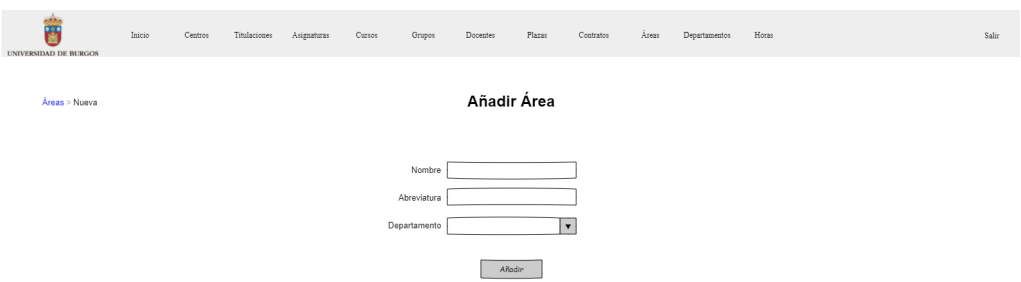 UNIVERSIDAD DE BURGOS
Inicio Centros Titulaciones Asignaturas Cursos Grupos Docentes Plazas Contratos Áreas Departamentos Horas Salir
Áreas > Nueva
Añadir Área
Nombre
Abreviatura
Departamento
Añadir